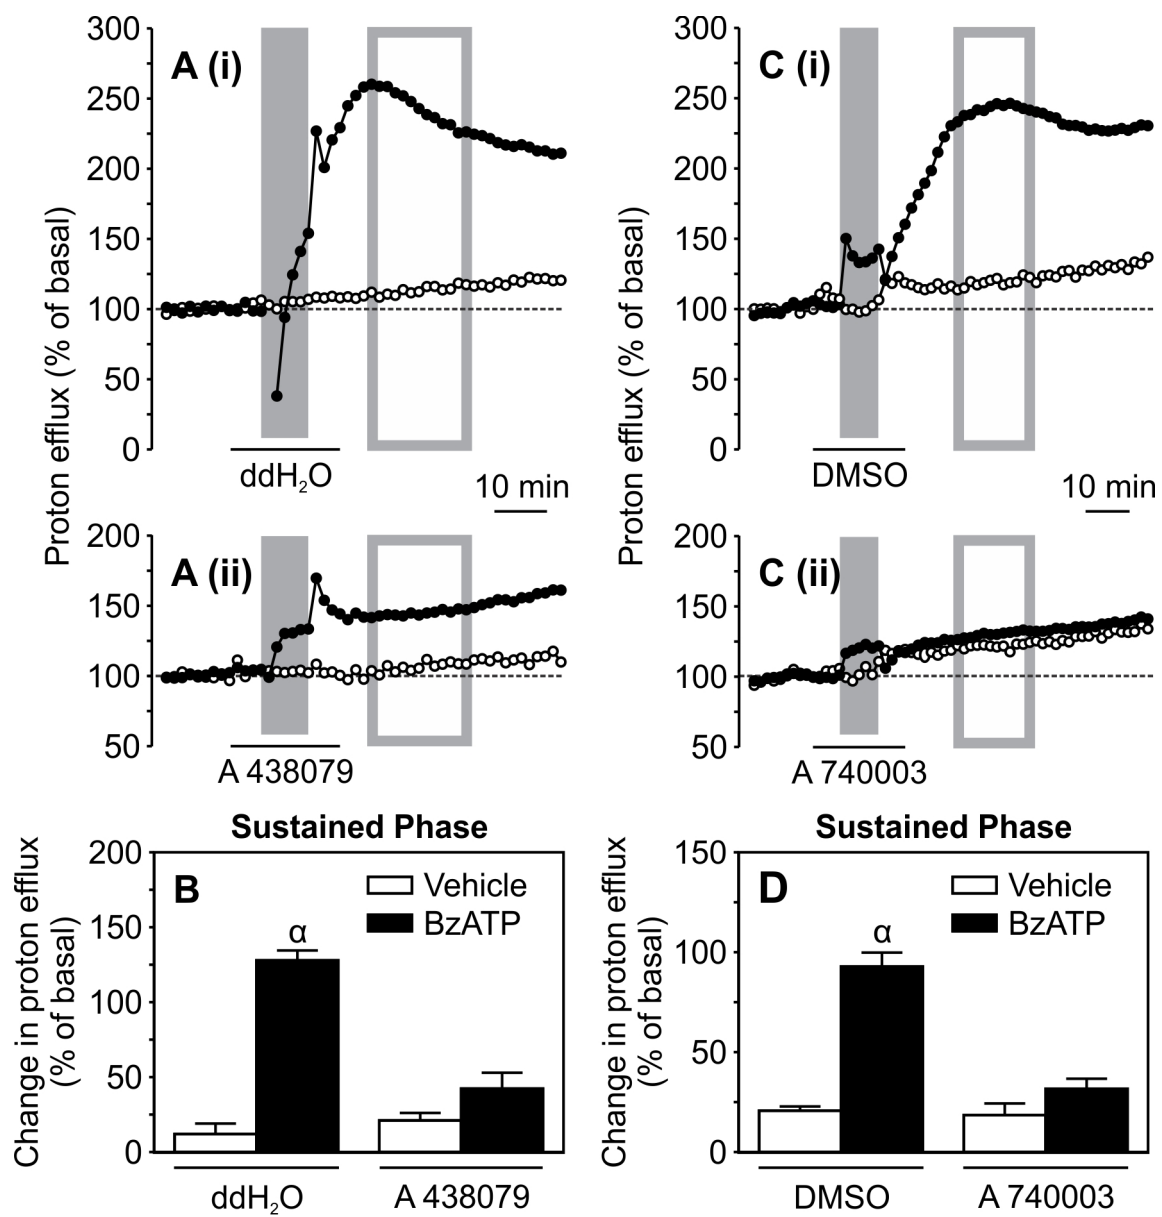 A (i)
Proton efflux (% of basal)
300
250
200
150
100
50
0
ddH₂O
10 min
C (i)
Proton efflux (% of basal)
300
250
200
150
100
50
0
DMSO
10 min
A (ii)
200
150
100
50
A 438079
C (ii)
200
150
100
50
A 740003
Sustained Phase
B
Change in proton efflux
(% of basal)
200
150
100
50
0
Vehicle
BzATP
α
ddH₂O
A 438079
Sustained Phase
D
Change in proton efflux
(% of basal)
150
100
50
0
Vehicle
BzATP
α
DMSO
A 740003